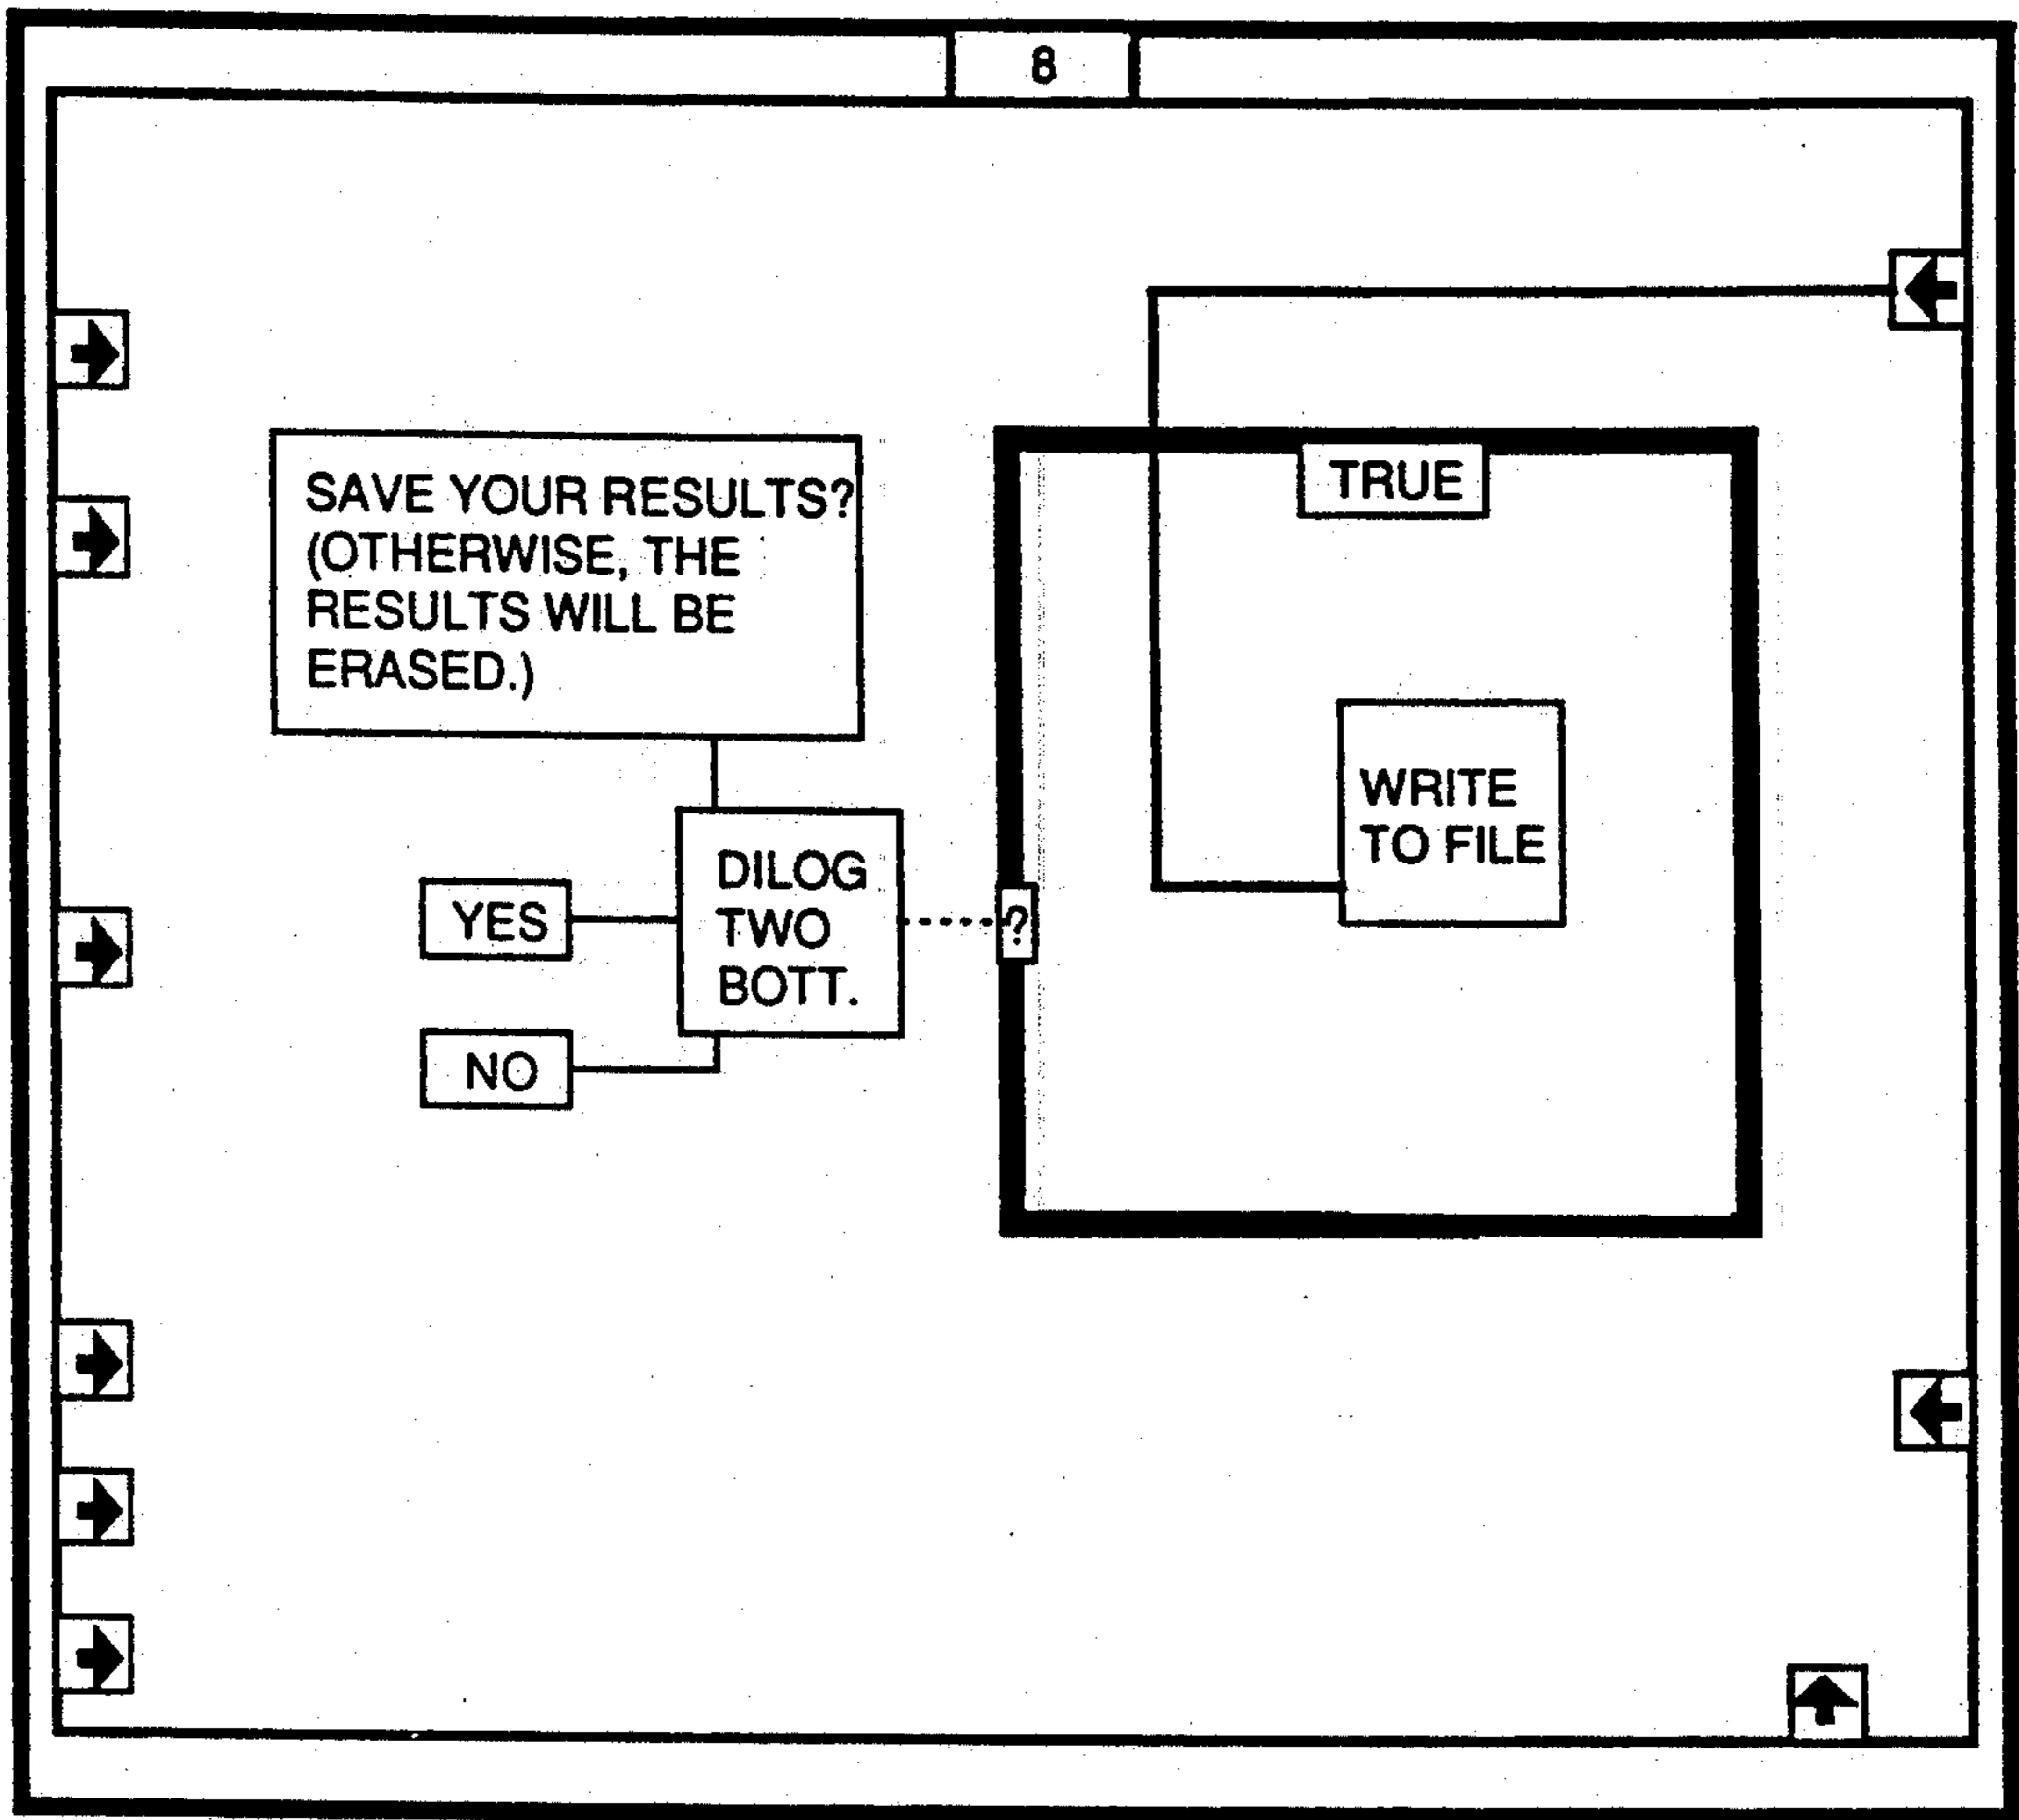 8
SAVE YOUR RESULTS?
(OTHERWISE, THE
RESULTS WILL BE
ERASED.)
TRUE
WRITE
TO FILE
DILOG
TWO
BOTT.
YES
?
NO